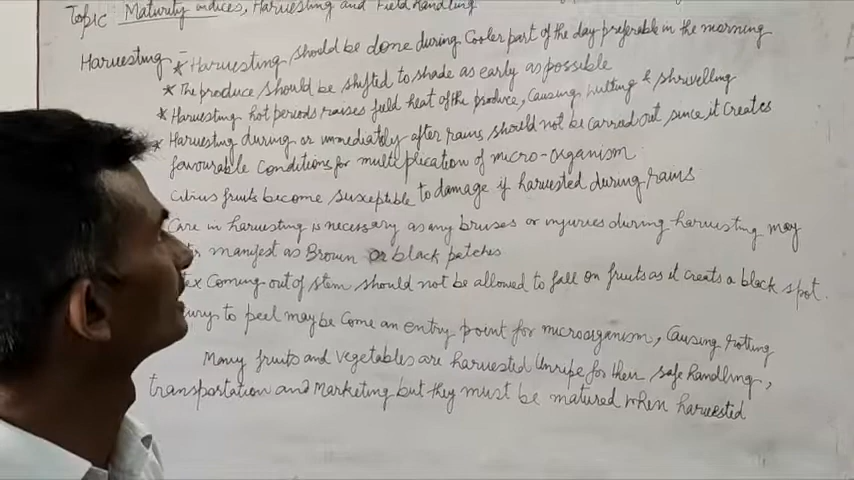 Topic Maturity indices, Harvesting and Field handling
Harvesting - * Harvesting should be done during Cooler part of the day preferable in the morning
* The produce should be shifted to shade as early as possible
* Harvesting hot periods raises field heat of the produce, Causing wilting & shrivelling
* Harvesting during or immediately after rains should not be carried out since it creates
favourable conditions for multiplication of micro-organism
Citrus fruits become susceptible to damage if harvested during rains
Care in harvesting is necessary as any bruises or injuries during harvesting may
manifest as Brown or black patches
Coming out of stem should not be allowed to fall on fruits as it creats a black spot.
to peel may be Come an entry point for microorganism, Causing rotting
Many fruits and vegetables are harvested Unripe for their safe handling,
transportation and Marketing but they must be matured when harvested